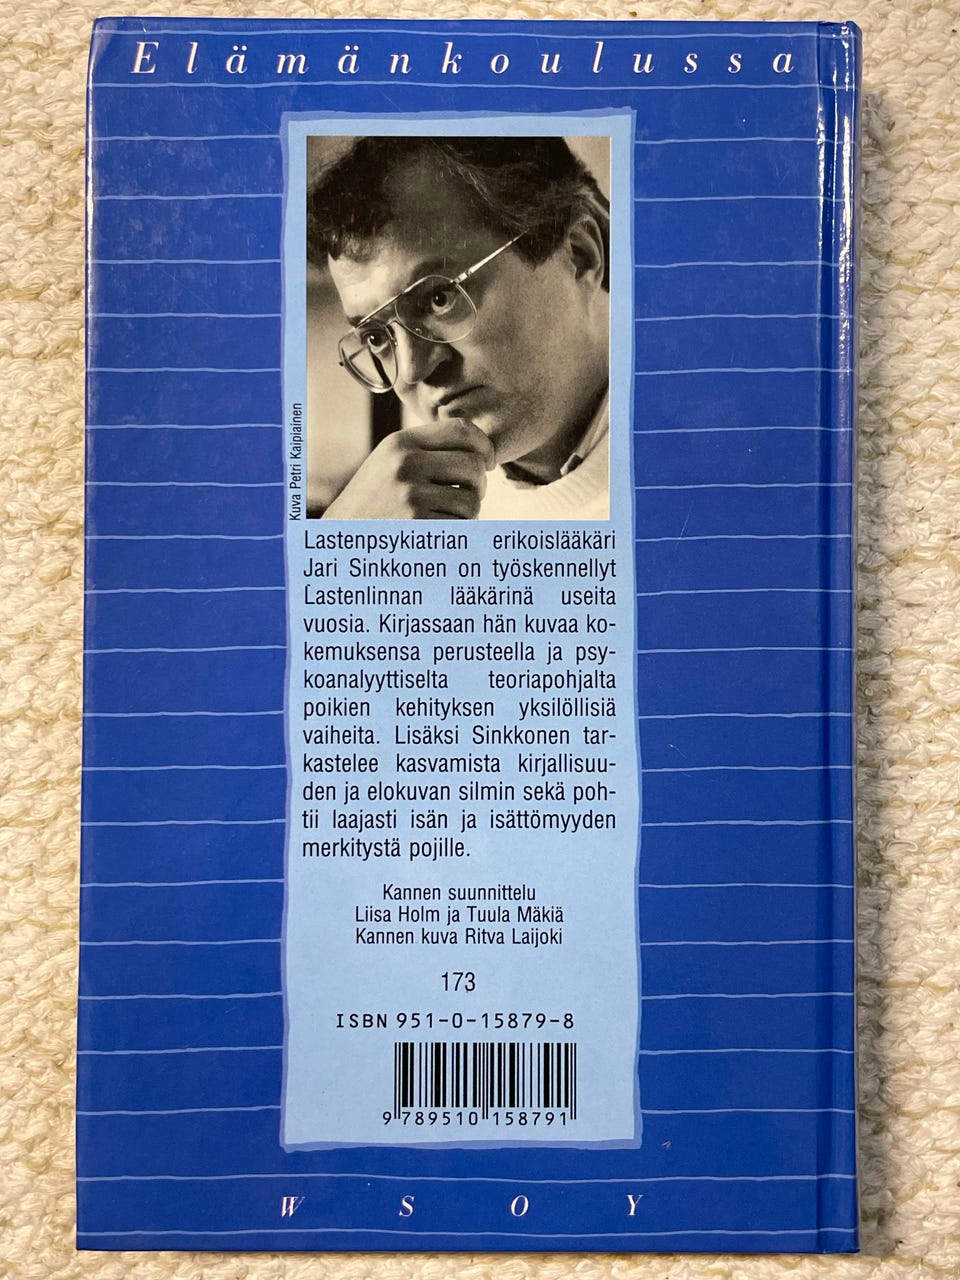 Elämänkoulussa
Kuva Petri Kaipiainen
Lastenpsykiatrian erikoislääkäri
Jari Sinkkonen on työskennellyt
Lastenlinnan lääkärinä useita
vuosia. Kirjassaan hän kuvaa ko-
kemuksensa perusteella ja psy-
koanalyyttiselta teoriapohjalta
poikien kehityksen yksilöllisiä
vaiheita. Lisäksi Sinkkonen tar-
kastelee kasvamista kirjallisuu-
den ja elokuvan silmin sekä poh-
tii laajasti isän ja isättömyyden
merkitystä pojille.
Kannen suunnittelu
Liisa Holm ja Tuula Mäkiä
Kannen kuva Ritva Laijoki
173
ISBN 951-0-15879-8
9 789510 158791
WSOY